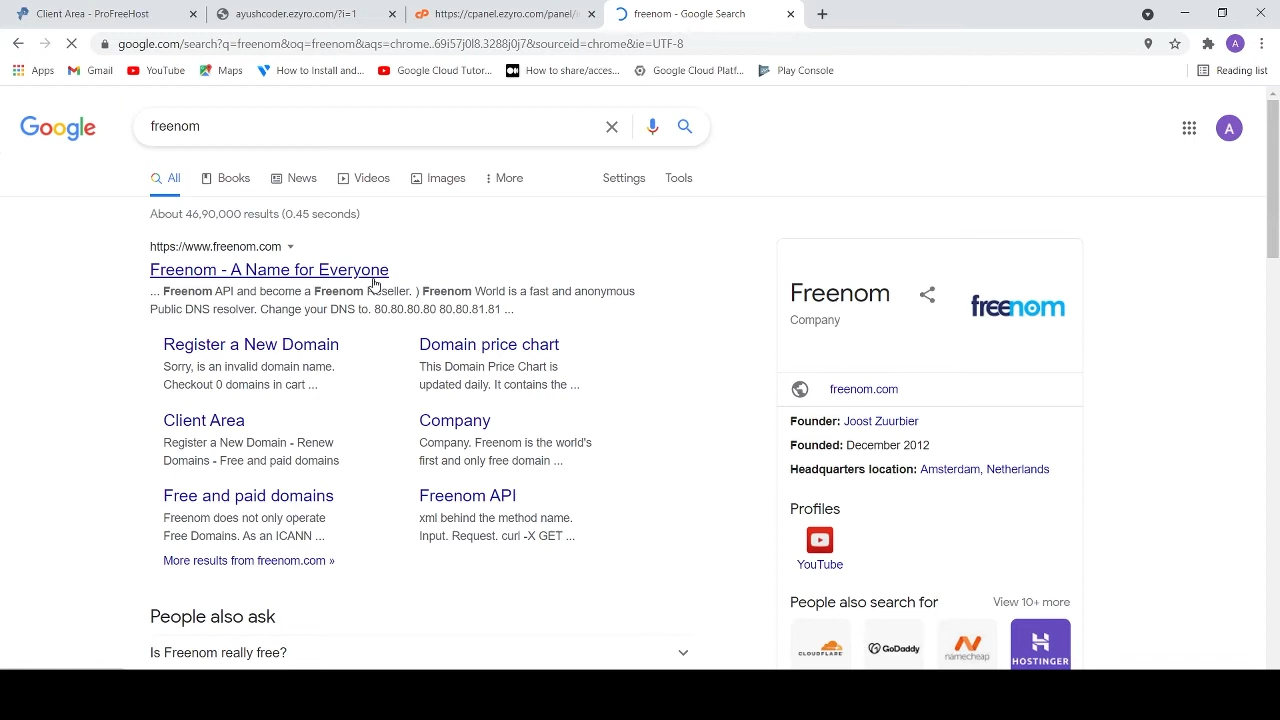 Client Area - ProFreeHost
ayushcoder.ezyro.com/?i=1
https://cpanel.ezyro.com/panel/i
freenom - Google Search
google.com/search?q=freenom&oq=freenom&aqs=chrome..69i57j0l8.3288j0j7&sourceid=chrome&ie=UTF-8
A
Apps
Gmail
YouTube
Maps
How to Install and...
Google Cloud Tutor...
How to share/acces...
Google Cloud Platf...
Play Console
Reading list
Google
freenom
A
All
Books
News
Videos
Images
More
Settings
Tools
About 46,90,000 results (0.45 seconds)
https://www.freenom.com
Freenom - A Name for Everyone
... Freenom API and become a Freenom Reseller. ) Freenom World is a fast and anonymous
Public DNS resolver. Change your DNS to. 80.80.80.80 80.80.81.81 ...
Register a New Domain
Sorry, is an invalid domain name.
Checkout 0 domains in cart ...
Domain price chart
This Domain Price Chart is
updated daily. It contains the ...
Client Area
Register a New Domain - Renew
Domains - Free and paid domains
Company
Company. Freenom is the world's
first and only free domain ...
Free and paid domains
Freenom does not only operate
Free Domains. As an ICANN ...
Freenom API
xml behind the method name.
Input. Request. curl -X GET ...
More results from freenom.com »
People also ask
Is Freenom really free?
Freenom
Company
freenom
freenom.com
Founder: Joost Zuurbier
Founded: December 2012
Headquarters location: Amsterdam, Netherlands
Profiles
YouTube
People also search for
View 10+ more
CLOUDFLARE
GoDaddy
namecheap
HOSTINGER